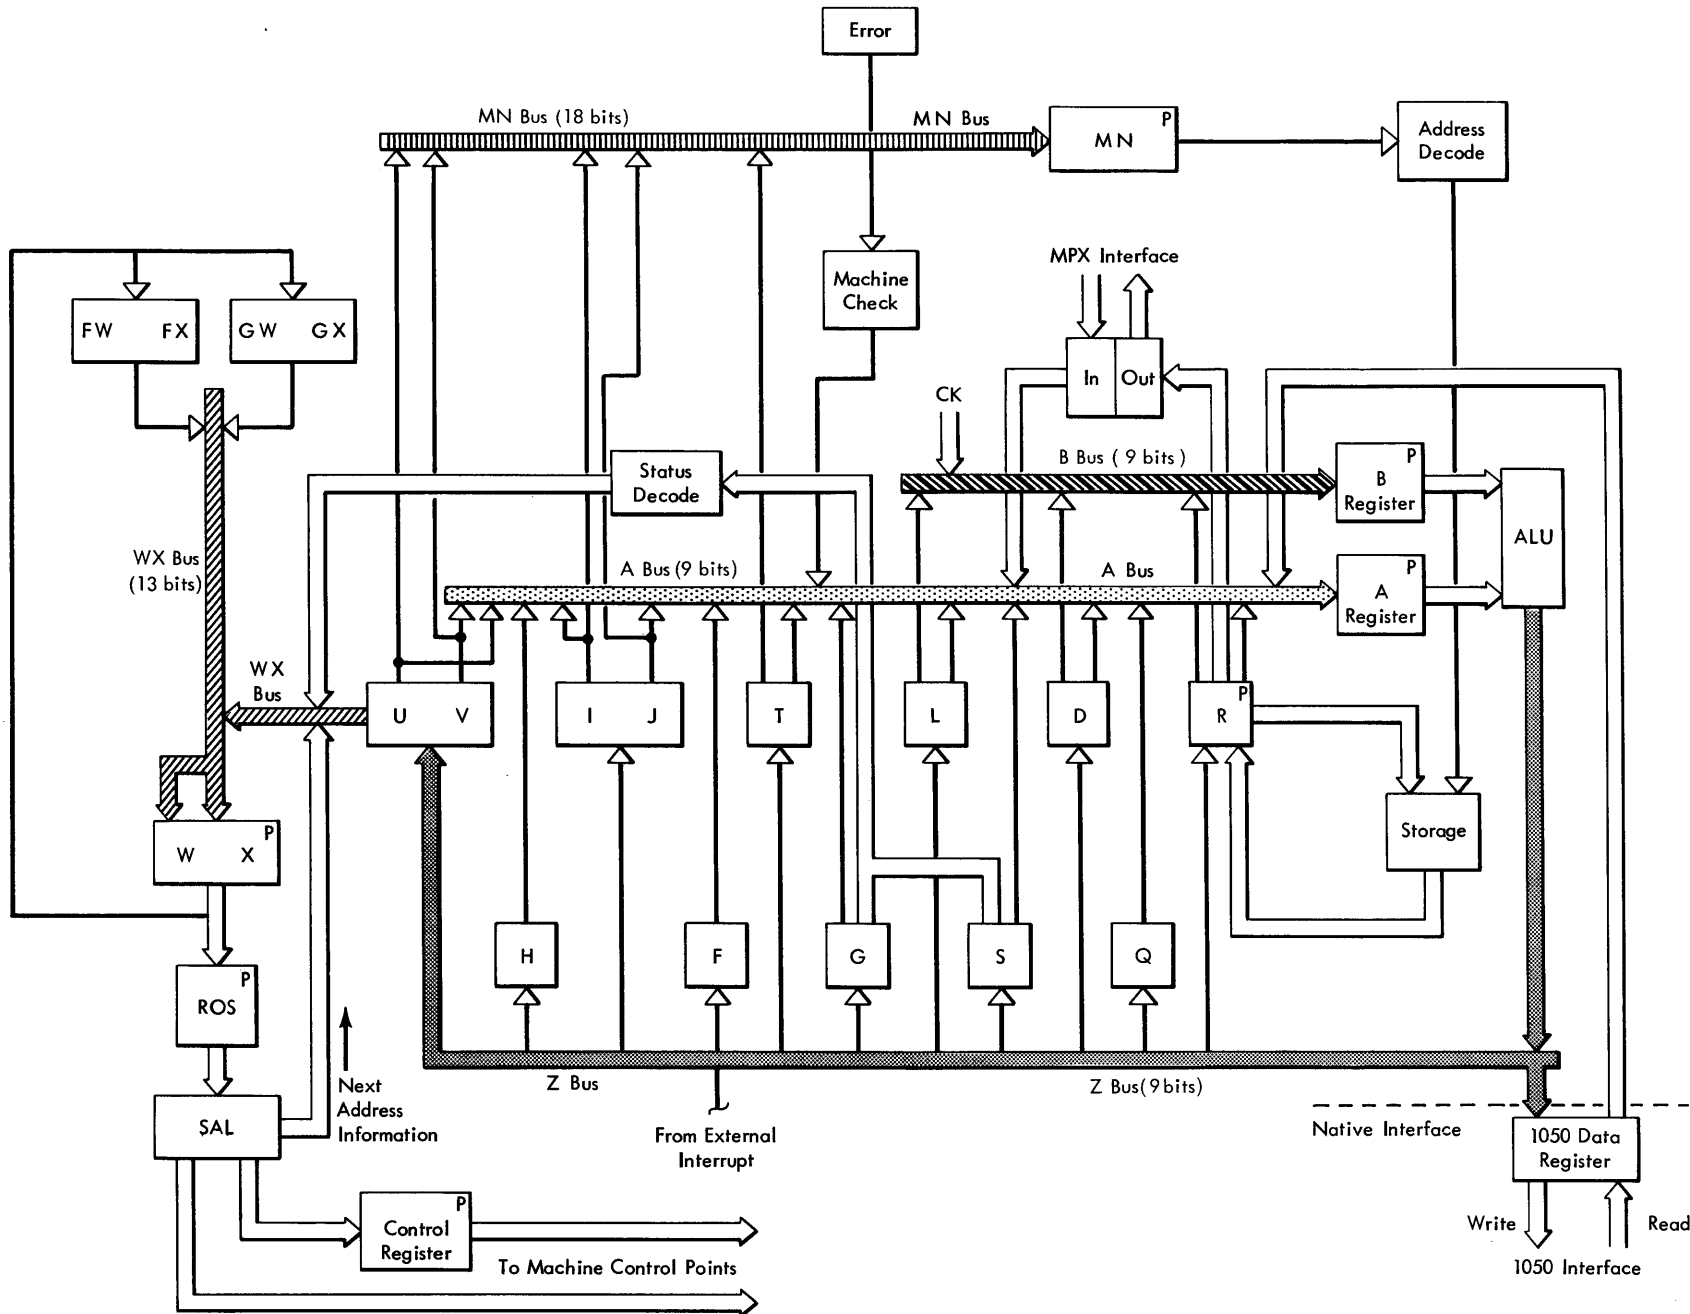 Error
MN Bus (18 bits)
MN Bus
MN
P
Address
Decode
MPX Interface
Machine
Check
FW FX
GW GX
In
Out
CK
B Bus ( 9 bits )
P
B
Register
Status
Decode
ALU
WX Bus
(13 bits)
A Bus (9 bits)
A Bus
P
A
Register
WX
Bus
U V
I J
T
L
D
P
R
Storage
P
W X
H
F
G
S
Q
P
ROS
Z Bus
Z Bus (9 bits)
Next
Address
Information
SAL
From External
Interrupt
Native Interface
1050 Data
Register
P
Control
Register
Write
Read
To Machine Control Points
1050 Interface